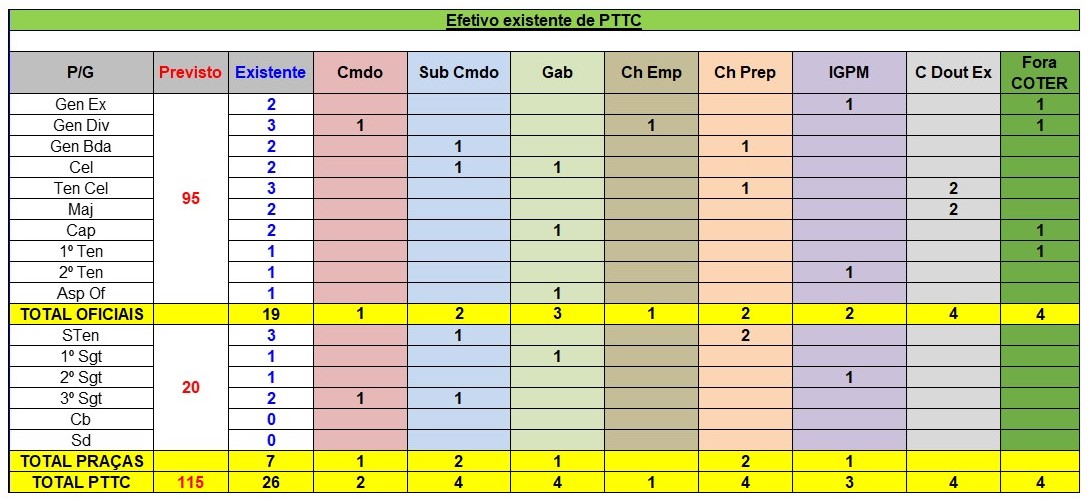 Efetivo existente de PTTC
P/G Previsto Existente Cmdo Sub Cmdo Gab Ch Emp Ch Prep IGPM C Dout Ex Fora COTER
Gen Ex 2 1 1
Gen Div 3 1 1 1
Gen Bda 2 1 1
Cel 2 1 1
Ten Cel 95 3 1 2
Maj 2 2
Cap 2 1 1
1º Ten 1 1
2º Ten 1 1
Asp Of 1 1
TOTAL OFICIAIS 19 1 2 3 1 2 2 4 4
STen 3 1 2
1º Sgt 1 1
2º Sgt 20 1 1
3º Sgt 2 1 1
Cb 0
Sd 0
TOTAL PRAÇAS 7 1 2 1 2 1
TOTAL PTTC 115 26 2 4 4 1 4 3 4 4